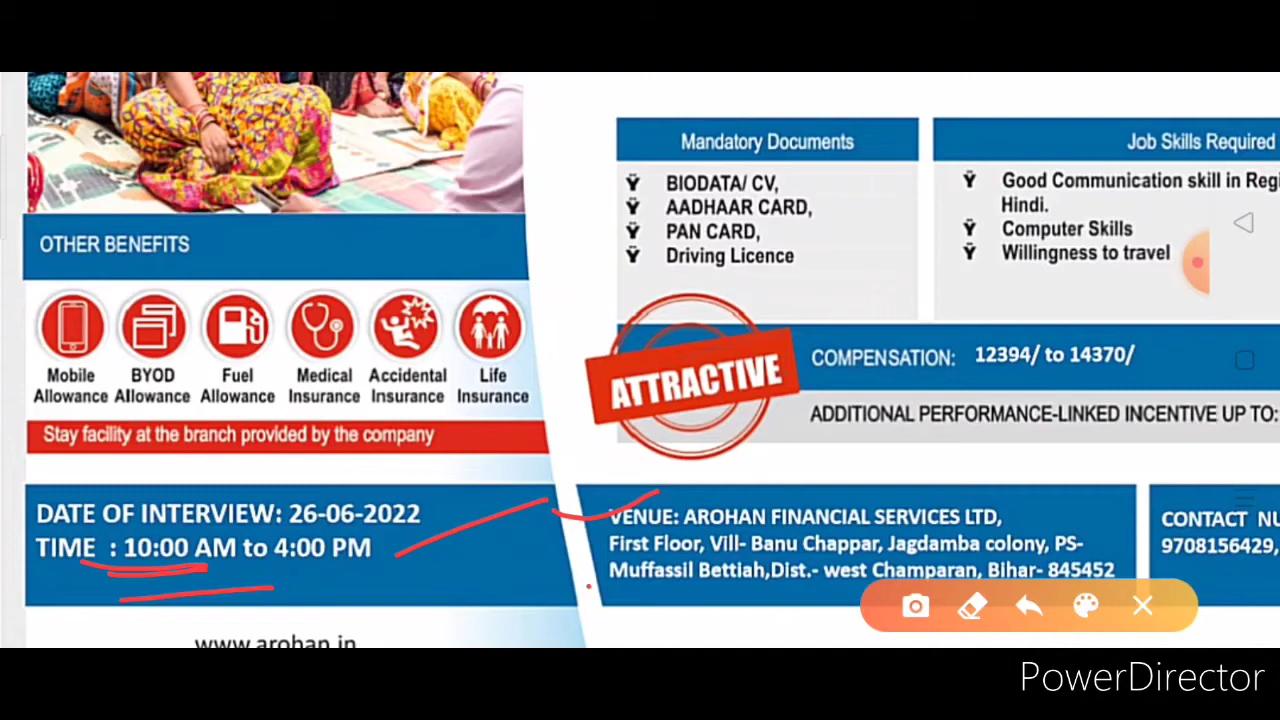 Mandatory Documents
BIODATA/ CV,
AADHAAR CARD,
PAN CARD,
Driving Licence
Job Skills Required
Good Communication skill in Regi
Hindi.
Computer Skills
Willingness to travel
OTHER BENEFITS
Mobile Allowance
BYOD Allowance
Fuel Allowance
Medical Insurance
Accidental Insurance
Life Insurance
Stay facility at the branch provided by the company
ATTRACTIVE
COMPENSATION: 12394/ to 14370/
ADDITIONAL PERFORMANCE-LINKED INCENTIVE UP TO:
DATE OF INTERVIEW: 26-06-2022
TIME : 10:00 AM to 4:00 PM
VENUE: AROHAN FINANCIAL SERVICES LTD,
First Floor, Vill- Banu Chappar, Jagdamba colony, PS-
Muffassil Bettiah,Dist.- west Champaran, Bihar- 845452
CONTACT NU
9708156429,
www.arohan.in
PowerDirector